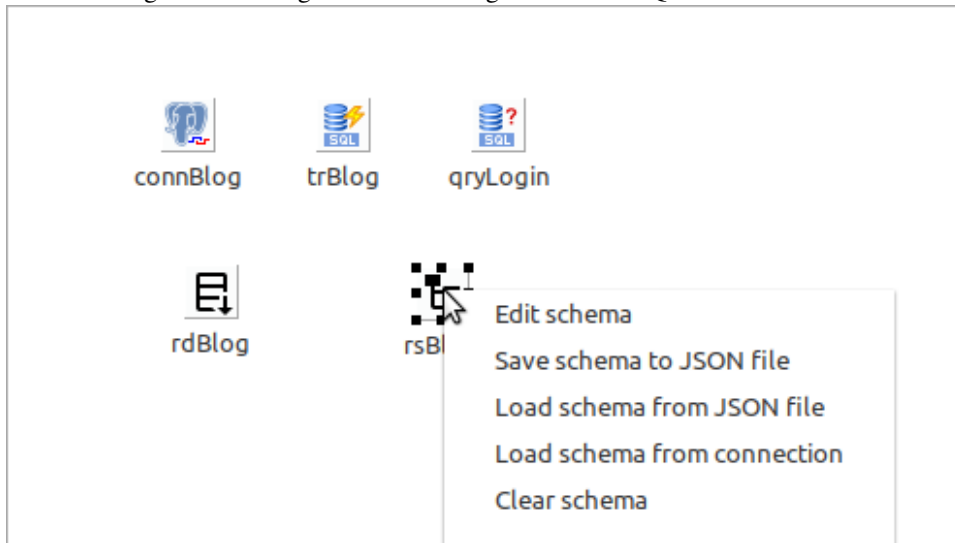 connBlog trBlog qryLogin
rdBlog
Edit schema
Save schema to JSON file
Load schema from JSON file
Load schema from connection
Clear schema